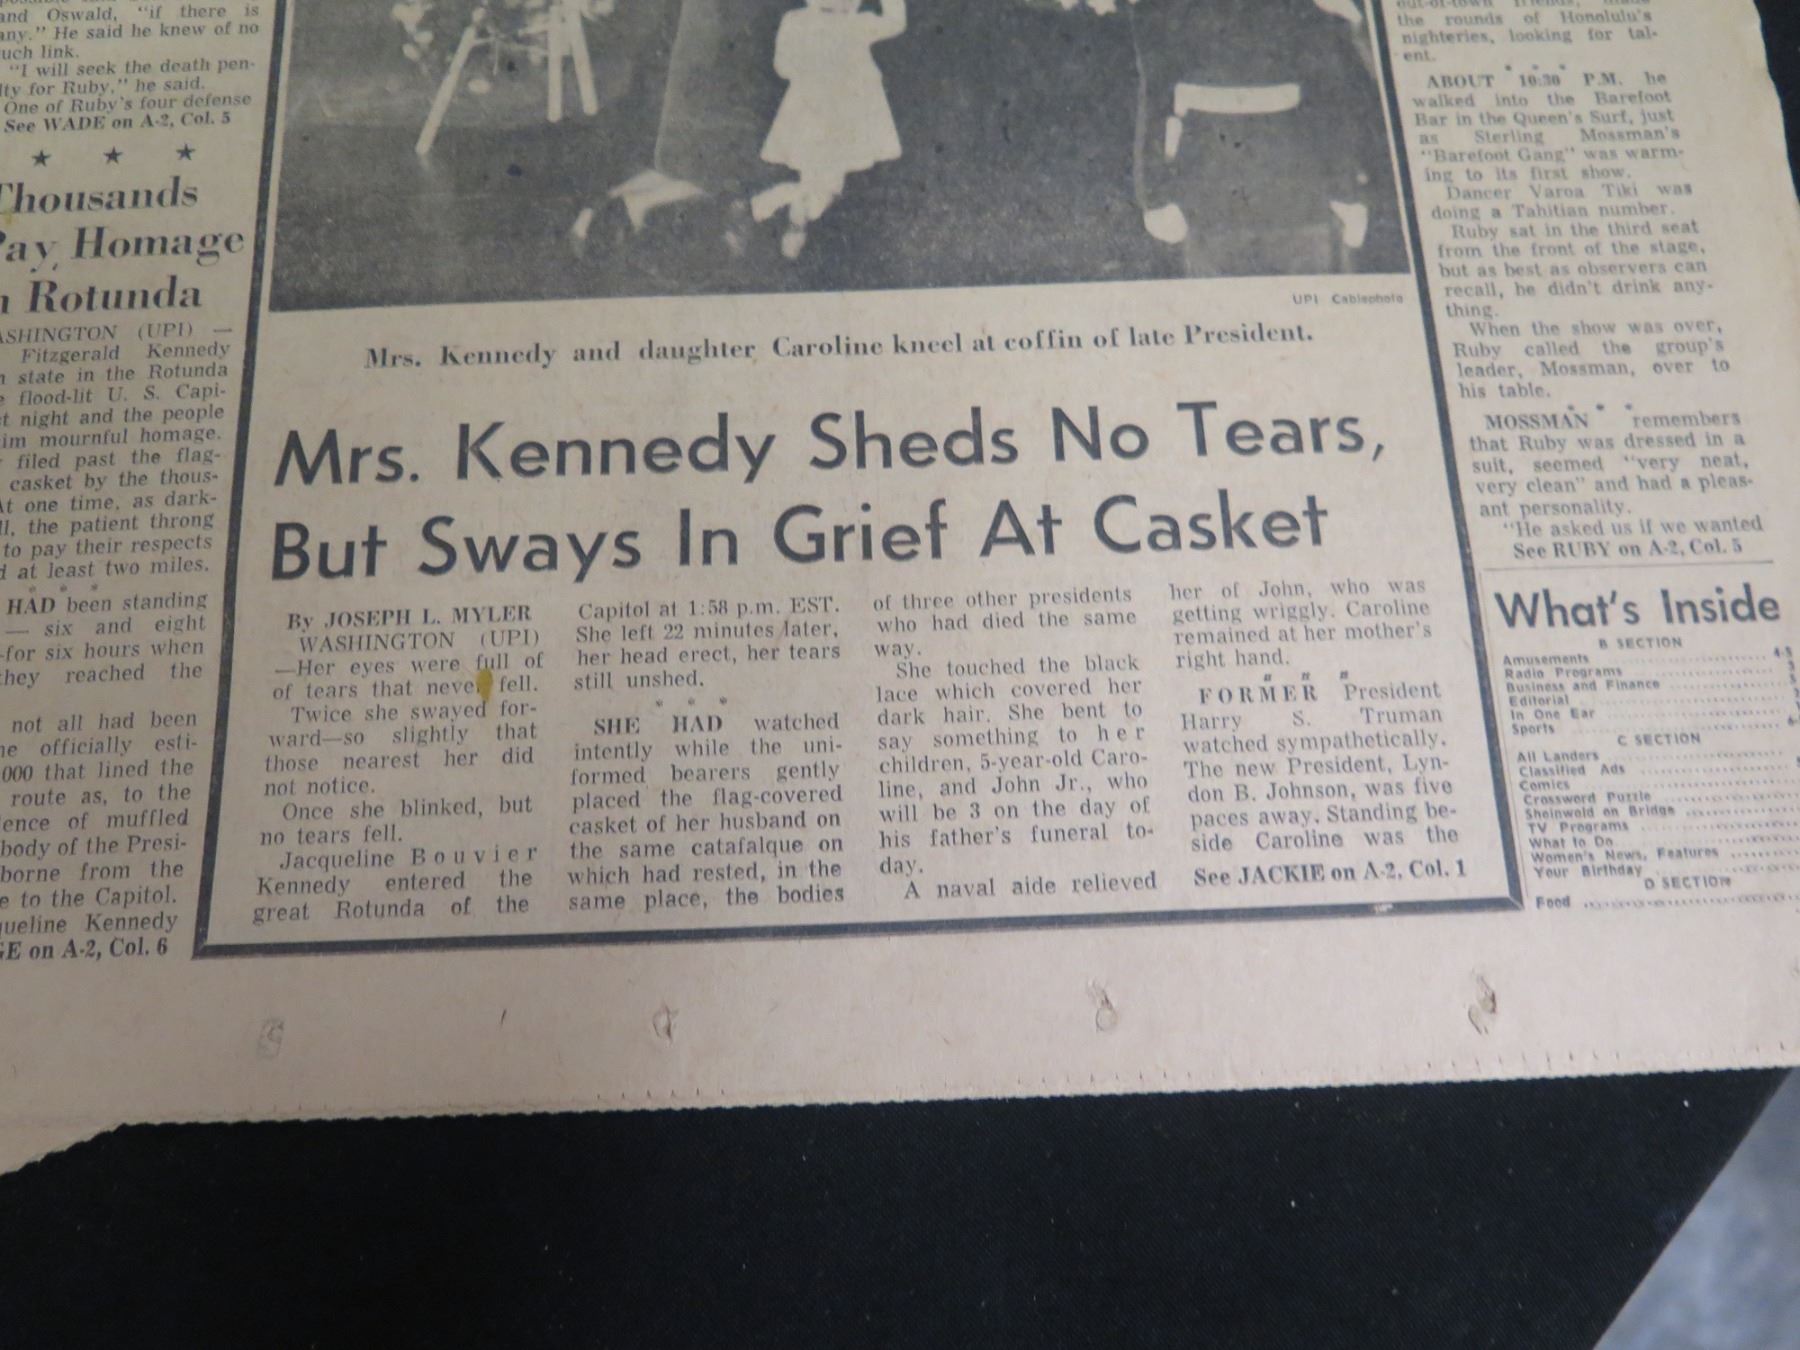 and Oswald, "if there is
any." He said he knew of no
uch link.
"I will seek the death pen-
lty for Ruby," he said.
One of Ruby's four defense
See WADE on A-2, Col. 5
Thousands
Pay Homage
n Rotunda
ASHINGTON (UPI) —
Fitzgerald Kennedy
n state in the Rotunda
e flood-lit U. S. Capi-
t night and the people
im mournful homage.
filed past the flag-
casket by the thous-
At one time, as dark-
ll, the patient throng
to pay their respects
d at least two miles.
HAD been standing
— six and eight
-for six hours when
they reached the
not all had been
he officially esti-
000 that lined the
route as, to the
lence of muffled
body of the Presi-
borne from the
e to the Capitol.
queline Kennedy
GE on A-2, Col. 6
UPI Cablephoto
Mrs. Kennedy and daughter Caroline kneel at coffin of late President.
Mrs. Kennedy Sheds No Tears,
But Sways In Grief At Casket
By JOSEPH L. MYLER
WASHINGTON (UPI)
—Her eyes were full of
of tears that never fell.
Twice she swayed for-
ward—so slightly that
those nearest her did
not notice.
Once she blinked, but
no tears fell.
Jacqueline Bouvier
Kennedy entered the
great Rotunda of the
Capitol at 1:58 p.m. EST.
She left 22 minutes later,
her head erect, her tears
still unshed.
* * *
SHE HAD watched
intently while the uni-
formed bearers gently
placed the flag-covered
casket of her husband on
the same catafalque on
which had rested, in the
same place, the bodies
of three other presidents
who had died the same
way.
She touched the black
lace which covered her
dark hair. She bent to
say something to her
children, 5-year-old Caro-
line, and John Jr., who
will be 3 on the day of
his father's funeral to-
day.
A naval aide relieved
her of John, who was
getting wriggly. Caroline
remained at her mother's
right hand.
" " "
FORMER President
Harry S. Truman
watched sympathetically.
The new President, Lyn-
don B. Johnson, was five
paces away. Standing be-
side Caroline was the
See JACKIE on A-2, Col. 1
out-of-town friends, made
the rounds of Honolulu's
nighteries, looking for tal-
ent.
* * *
ABOUT 10:30 P.M. he
walked into the Barefoot
Bar in the Queen's Surf, just
as Sterling Mossman's
"Barefoot Gang" was warm-
ing to its first show.
Dancer Varoa Tiki was
doing a Tahitian number.
Ruby sat in the third seat
from the front of the stage,
but as best as observers can
recall, he didn't drink any-
thing.
When the show was over,
Ruby called the group's
leader, Mossman, over to
his table.
* * *
MOSSMAN remembers
that Ruby was dressed in a
suit, seemed "very neat,
very clean" and had a pleas-
ant personality.
"He asked us if we wanted
See RUBY on A-2, Col. 5
What's Inside
B SECTION
Amusements 4-5
Radio Programs
Business and Finance
Editorial
In One Ear
Sports
C SECTION
All Landers
Classified Ads
Comics
Crossword Puzzle
Sheinwold on Bridge
TV Programs
What to Do
Women's News, Features
Your Birthday
D SECTION
Food